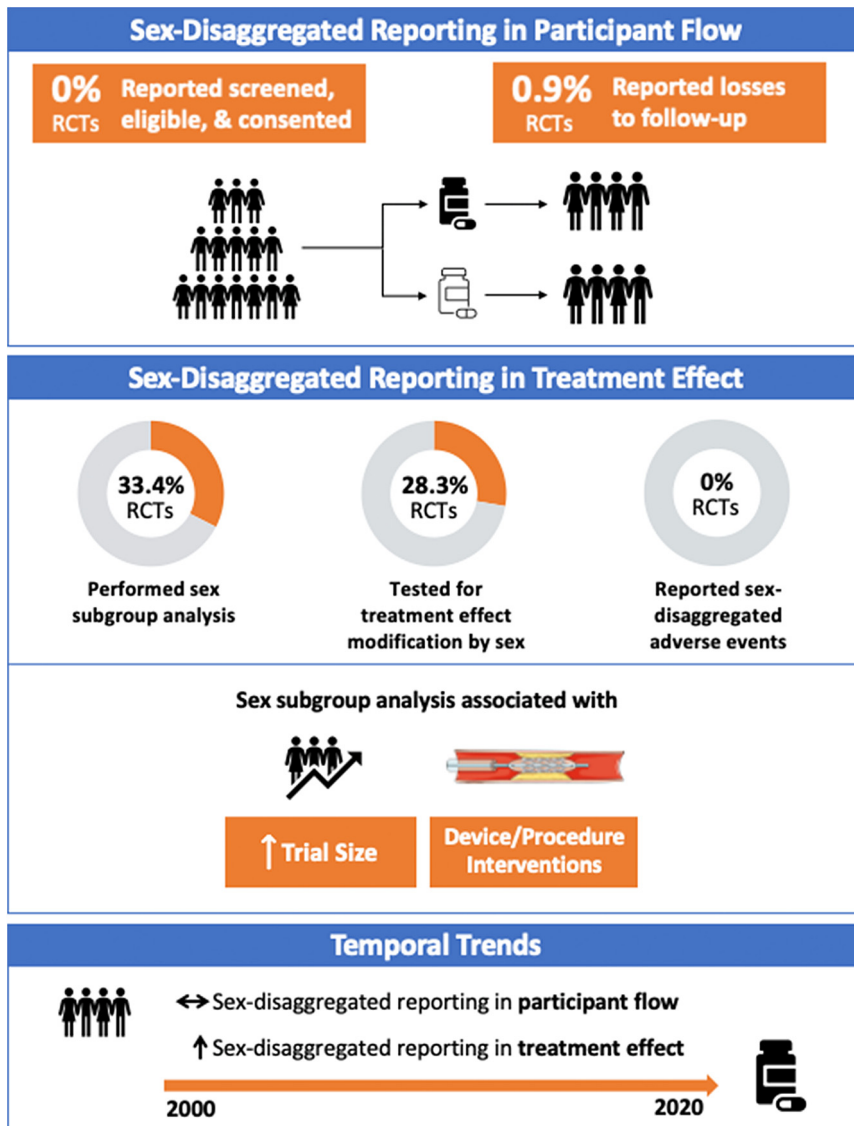 Sex-Disaggregated Reporting in Participant Flow
0% RCTs
Reported screened,
eligible, & consented
0.9% RCTs
Reported losses
to follow-up
Sex-Disaggregated Reporting in Treatment Effect
33.4%
RCTs
Performed sex
subgroup analysis
28.3%
RCTs
Tested for
treatment effect
modification by sex
0%
RCTs
Reported sex-
disaggregated
adverse events
Sex subgroup analysis associated with
↑ Trial Size
Device/Procedure
Interventions
Temporal Trends
↔ Sex-disaggregated reporting in participant flow
↑ Sex-disaggregated reporting in treatment effect
2000
2020